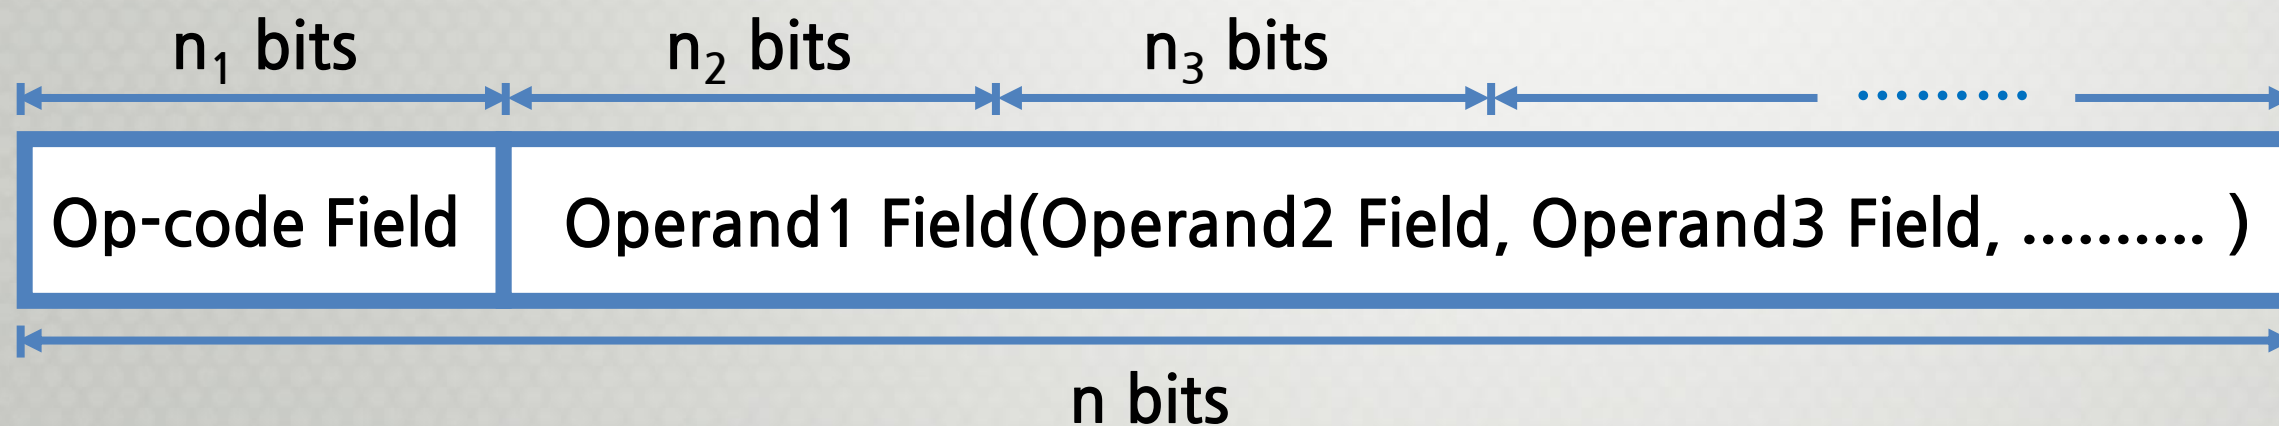 n₁ bits n₂ bits n₃ bits .........
Op-code Field Operand1 Field(Operand2 Field, Operand3 Field, .......... )
n bits